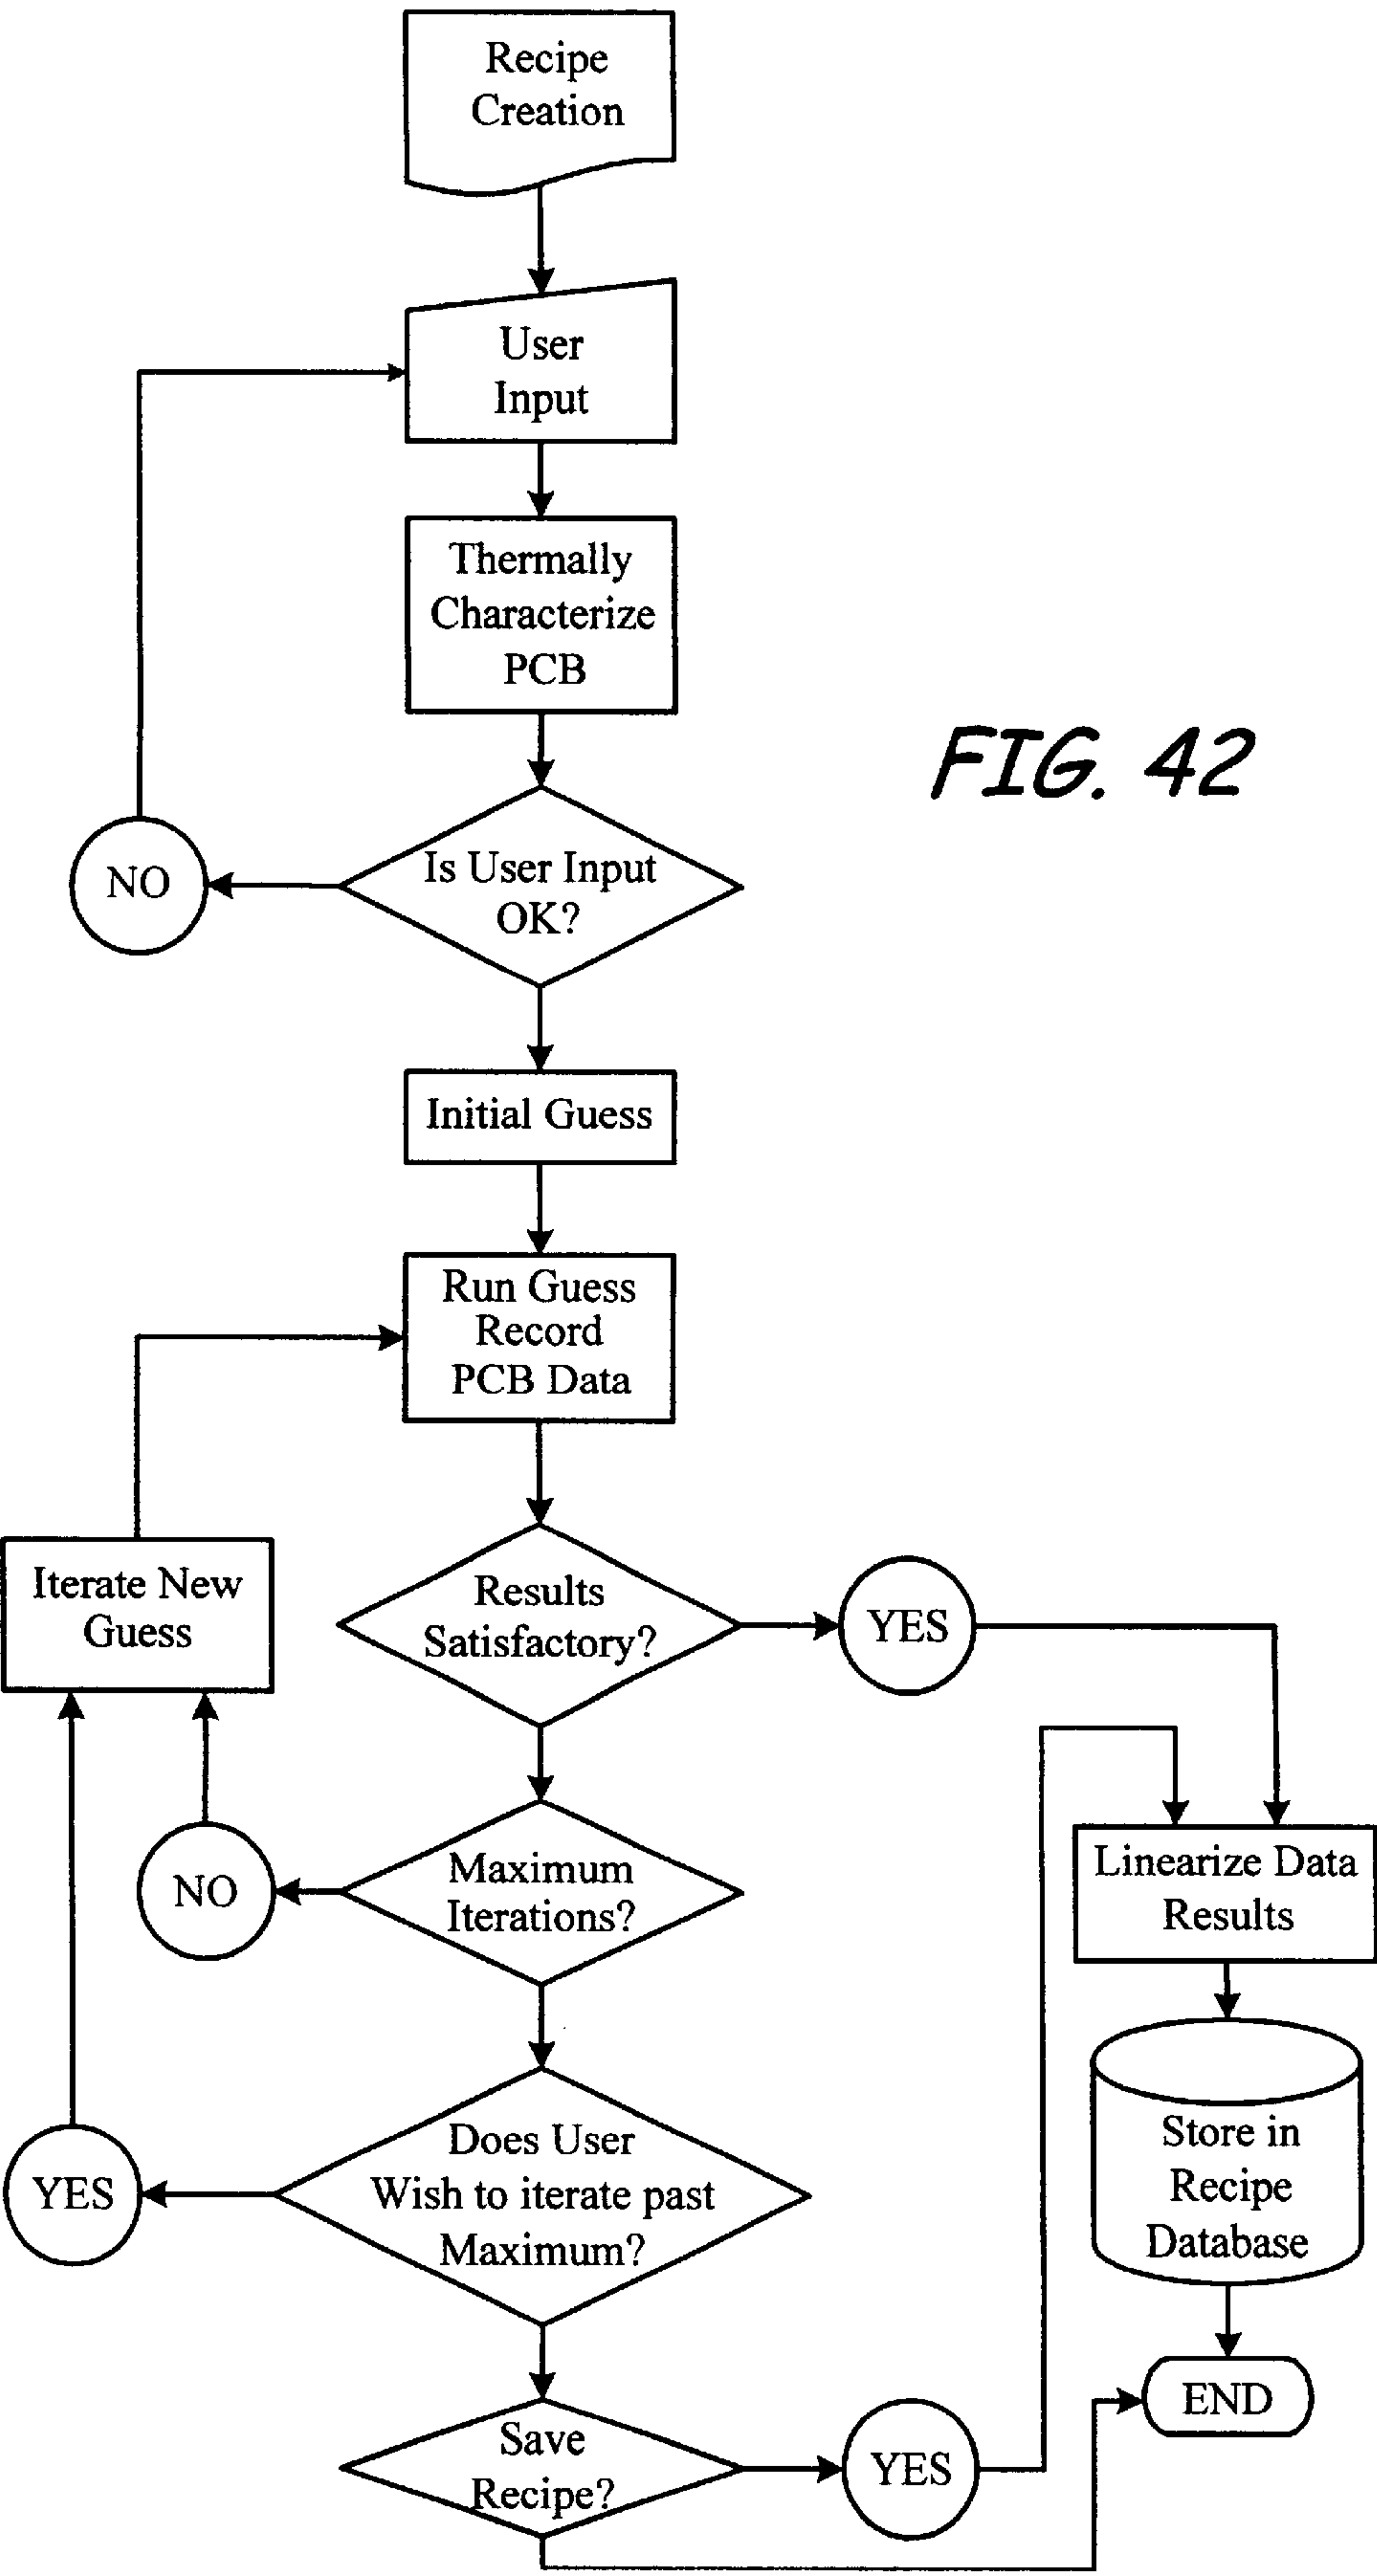 Recipe
Creation
User
Input
Thermally
Characterize
PCB
FIG. 42
Is User Input
OK?
NO
Initial Guess
Run Guess
Record
PCB Data
Iterate New
Guess
Results
Satisfactory?
YES
Maximum
Iterations?
NO
Linearize Data
Results
Does User
Wish to iterate past
Maximum?
YES
Store in
Recipe
Database
Save
Recipe?
YES
END